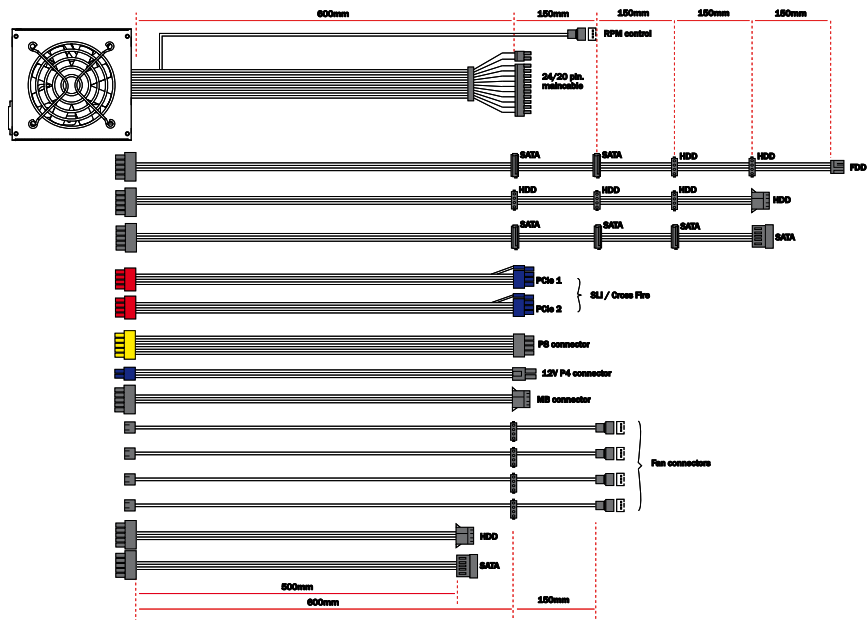 600mm
150mm
150mm
150mm
150mm
RPM control
24/20 pin.
maincable
SATA
SATA
HDD
HDD
FDD
HDD
HDD
HDD
HDD
SATA
SATA
SATA
SATA
PCIe 1
SLI / Cross Fire
PCIe 2
P8 connector
12V P4 connector
MB connector
Fan connectors
HDD
SATA
500mm
600mm
150mm